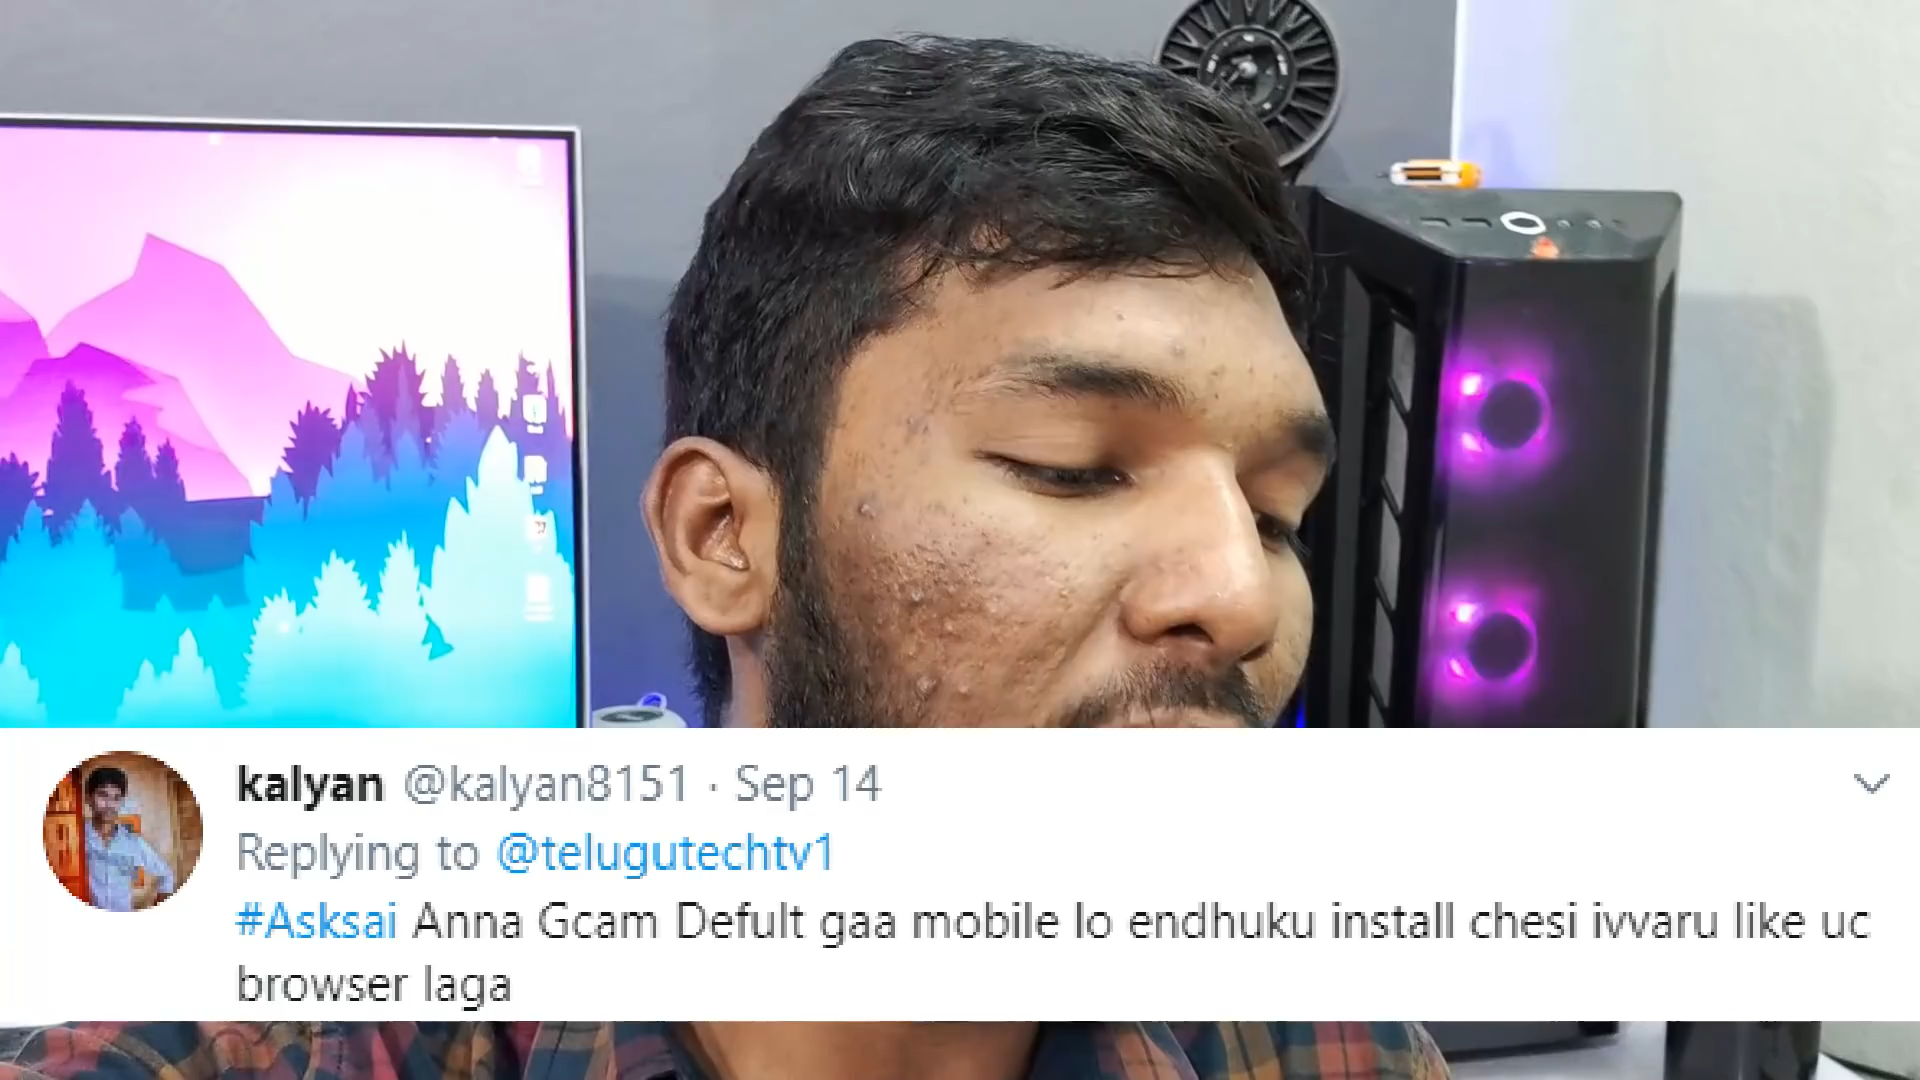 kalyan @kalyan8151 · Sep 14
Replying to @telugutechtv1
#Asksai Anna Gcam Defult gaa mobile lo endhuku install chesi ivvaru like uc
browser laga